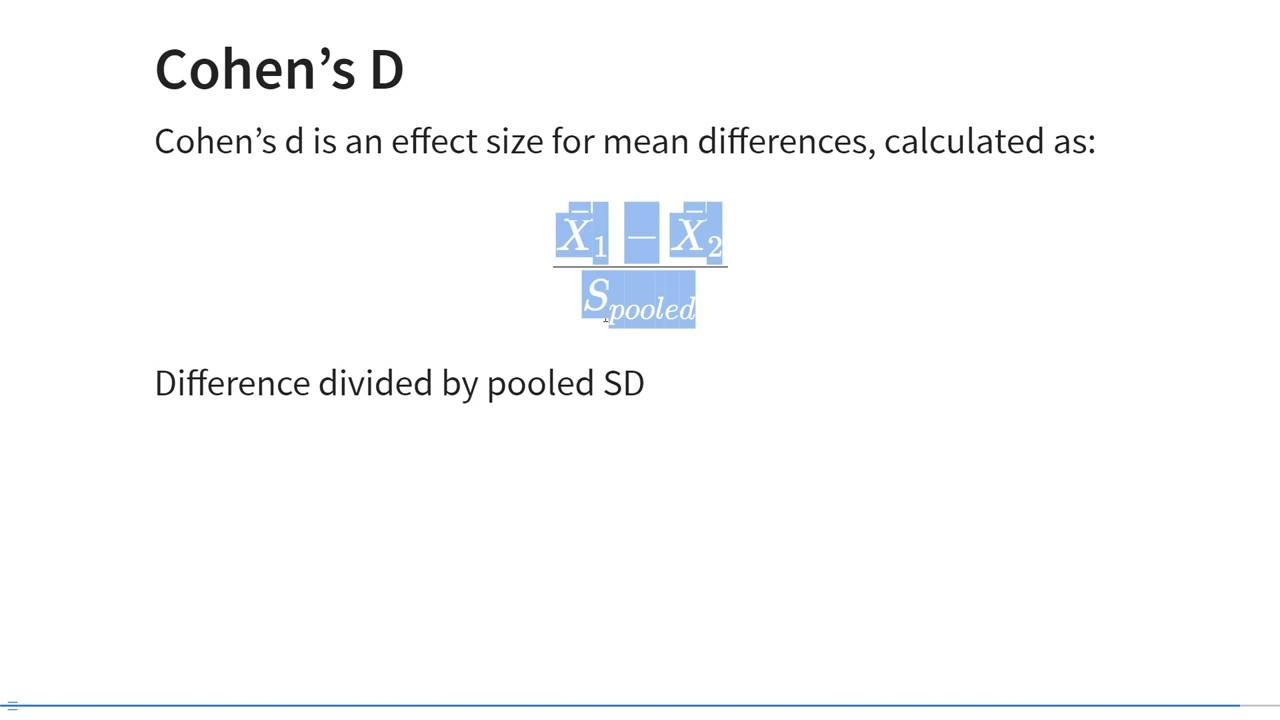 Cohen’s D
Cohen’s d is an effect size for mean differences, calculated as:
X̄₁ − X̄₂
S_pooled
Difference divided by pooled SD